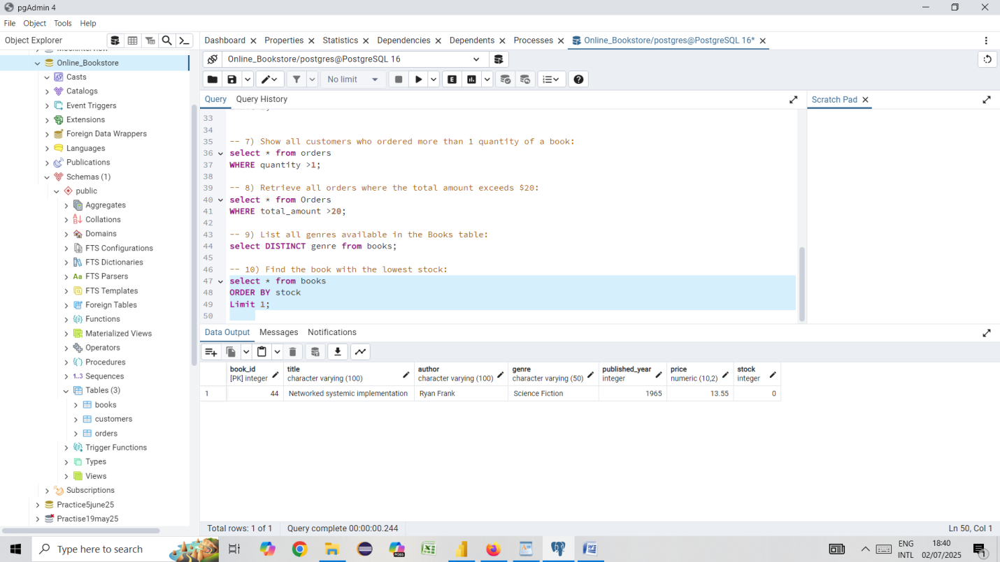 pgAdmin 4
File Object Tools Help
Object Explorer
Dashboard Properties Statistics Dependencies Dependents Processes Online_Bookstore/postgres@PostgreSQL 16*
Online_Bookstore
Casts
Catalogs
Event Triggers
Extensions
Foreign Data Wrappers
Languages
Publications
Schemas (1)
public
Aggregates
Collations
Domains
FTS Configurations
FTS Dictionaries
FTS Parsers
FTS Templates
Foreign Tables
Functions
Materialized Views
Operators
Procedures
1..3 Sequences
Tables (3)
books
customers
orders
Trigger Functions
Types
Views
Subscriptions
Practice5june25
Practise19may25
Online_Bookstore/postgres@PostgreSQL 16
No limit
Query Query History
Scratch Pad
33
34
35 -- 7) Show all customers who ordered more than 1 quantity of a book:
36 select * from orders
37 WHERE quantity >1;
38
39 -- 8) Retrieve all orders where the total amount exceeds $20:
40 select * from Orders
41 WHERE total_amount >20;
42
43 -- 9) List all genres available in the Books table:
44 select DISTINCT genre from books;
45
46 -- 10) Find the book with the lowest stock:
47 select * from books
48 ORDER BY stock
49 Limit 1;
50
Data Output Messages Notifications
book_id title author genre published_year price stock
[PK] integer character varying (100) character varying (100) character varying (50) integer numeric (10,2) integer
1 44 Networked systemic implementation Ryan Frank Science Fiction 1965 13.55 0
Total rows: 1 of 1 Query complete 00:00:00.244 Ln 50, Col 1
Type here to search
ENG 18:40
INTL 02/07/2025
1